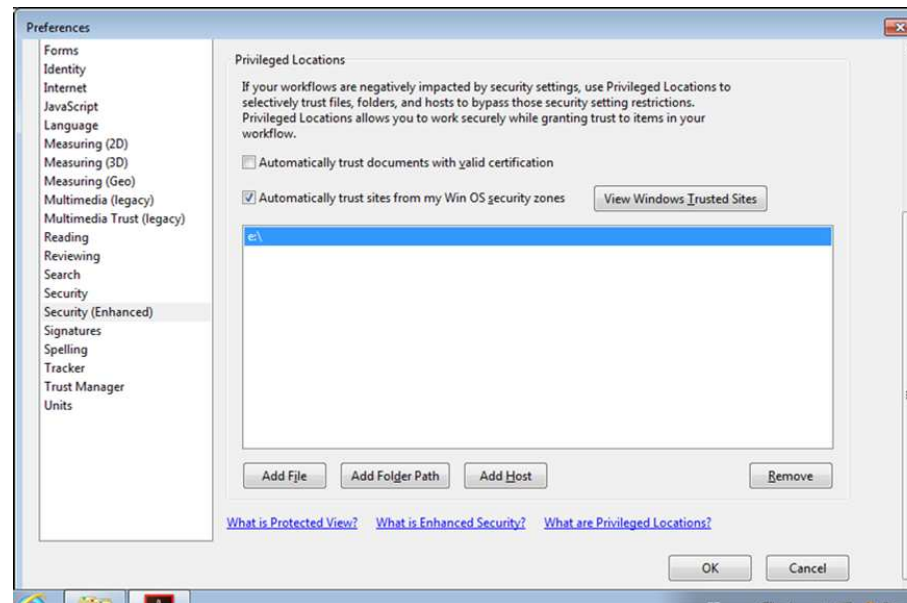 Preferences
Forms
Identity
Internet
JavaScript
Language
Measuring (2D)
Measuring (3D)
Measuring (Geo)
Multimedia (legacy)
Multimedia Trust (legacy)
Reading
Reviewing
Search
Security
Security (Enhanced)
Signatures
Spelling
Tracker
Trust Manager
Units
Privileged Locations
If your workflows are negatively impacted by security settings, use Privileged Locations to
selectively trust files, folders, and hosts to bypass those security setting restrictions.
Privileged Locations allows you to work securely while granting trust to items in your
workflow.
Automatically trust documents with valid certification
Automatically trust sites from my Win OS security zones
View Windows Trusted Sites
e:\
Add File
Add Folder Path
Add Host
Remove
What is Protected View?
What is Enhanced Security?
What are Privileged Locations?
OK
Cancel